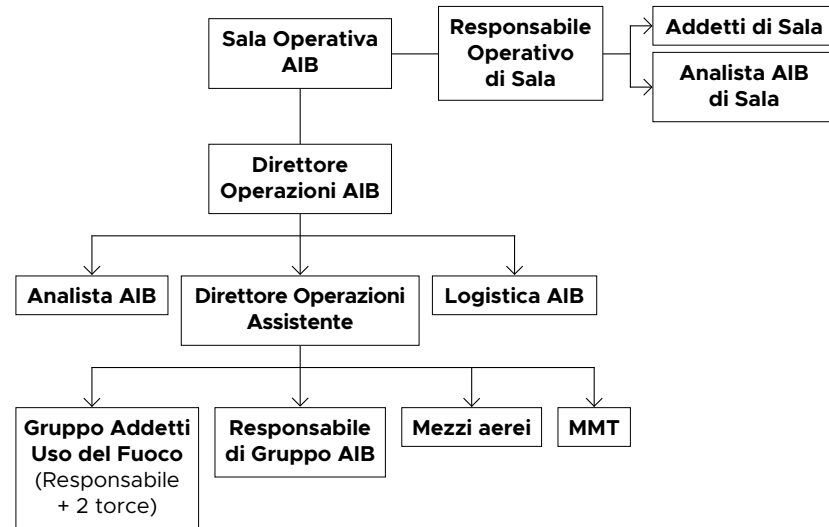 Sala Operativa
AIB
Responsabile
Operativo
di Sala
Addetti di Sala
Analista AIB
di Sala
Direttore
Operazioni AIB
Analista AIB
Direttore Operazioni
Assistente
Logistica AIB
Gruppo Addetti
Uso del Fuoco
(Responsabile
+ 2 torce)
Responsabile
di Gruppo AIB
Mezzi aerei
MMT